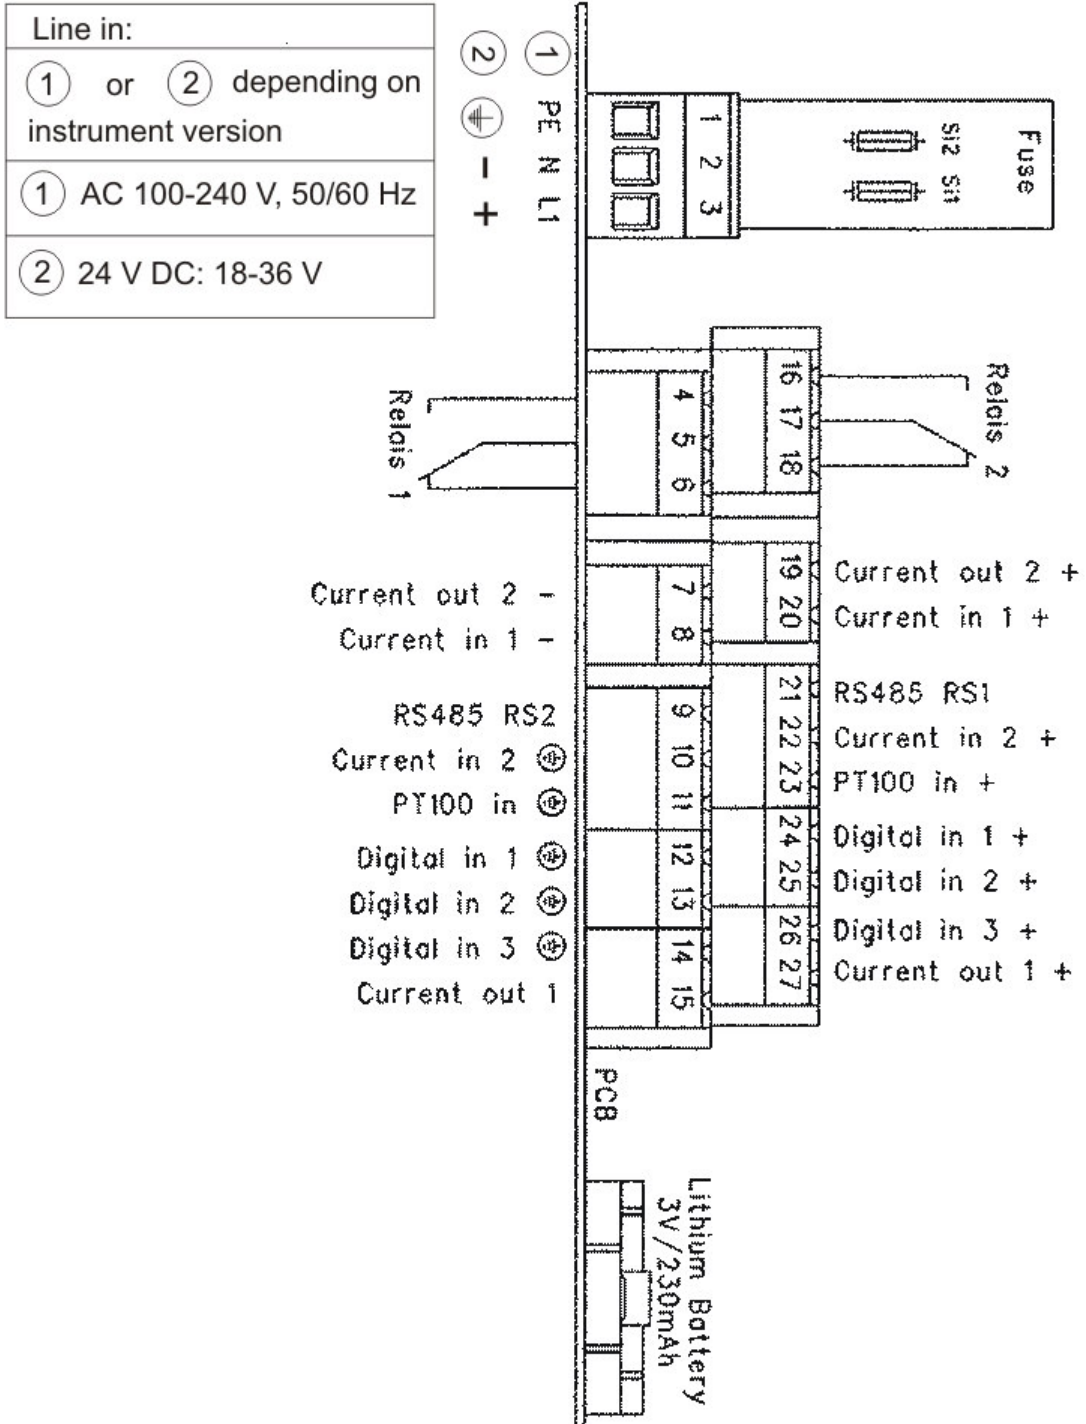 Line in:
1 or 2 depending on
instrument version
1 AC 100-240 V, 50/60 Hz
2 24 V DC: 18-36 V
1 PE N L1
2 - +
1 2 3
Si2 Si1
Fuse
Relais 1
4 5 6
16 17 18
Relais 2
Current out 2 - 7 19 Current out 2 +
Current in 1 - 8 20 Current in 1 +
RS485 RS2 9 21 RS485 RS1
Current in 2 10 22 Current in 2 +
PT100 in 11 23 PT100 in +
Digital in 1 12 24 Digital in 1 +
Digital in 2 13 25 Digital in 2 +
Digital in 3 14 26 Digital in 3 +
Current out 1 15 27 Current out 1 +
PCB
Lithium Battery
3V/230mAh